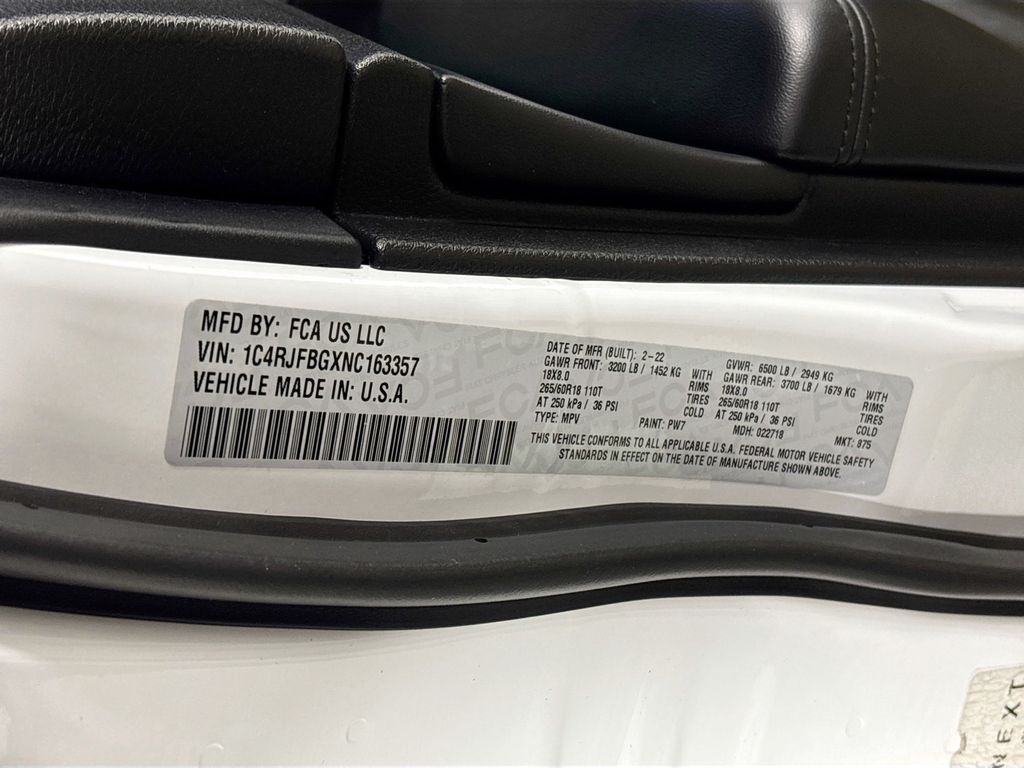 MFD BY: FCA US LLC
VIN: 1C4RJFBGXNC163357
VEHICLE MADE IN: U.S.A.
DATE OF MFR (BUILT): 2-22 GVWR: 6500 LB / 2949 KG
GAWR FRONT: 3200 LB / 1452 KG WITH GAWR REAR: 3700 LB / 1679 KG WITH
18X8.0 RIMS 18X8.0 RIMS
265/60R18 110T TIRES 265/60R18 110T TIRES
AT 250 kPa / 36 PSI COLD AT 250 kPa / 36 PSI COLD
TYPE: MPV PAINT: PW7 MDH: 022718 MKT: 875
THIS VEHICLE CONFORMS TO ALL APPLICABLE U.S.A. FEDERAL MOTOR VEHICLE SAFETY
STANDARDS IN EFFECT ON THE DATE OF MANUFACTURE SHOWN ABOVE.
NEXT